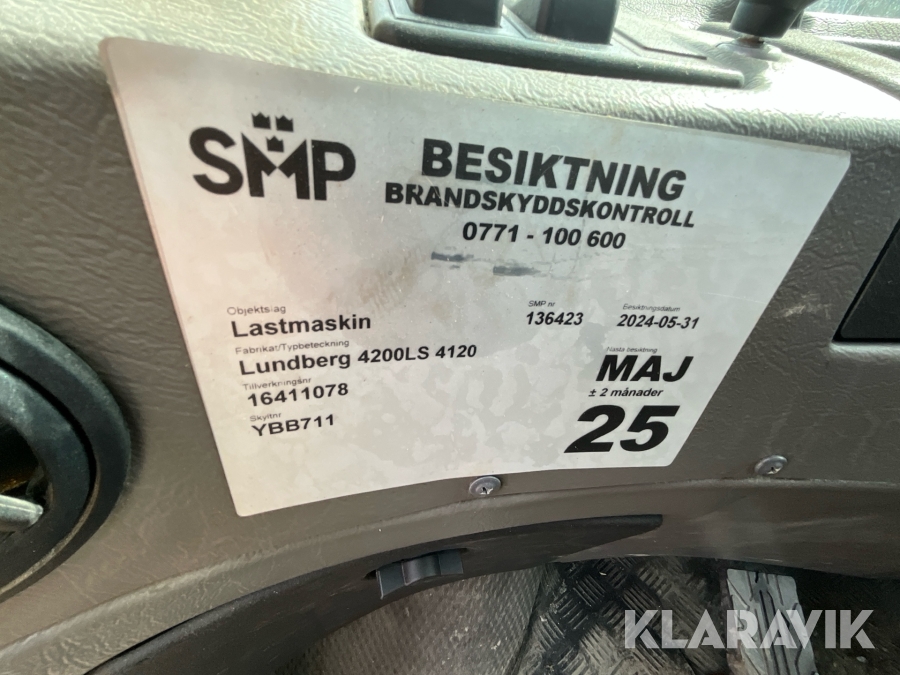 SMP
BESIKTNING
BRANDSKYDDSKONTROLL
0771 - 100 600
Objektslag
Lastmaskin
SMP nr
136423
Besiktningsdatum
2024-05-31
Fabrikat/Typbeteckning
Lundberg 4200LS 4120
Tillverkningsnr
16411078
Skyltnr
YBB711
Nästa besiktning
MAJ
± 2 månader
25
KLARAVIK